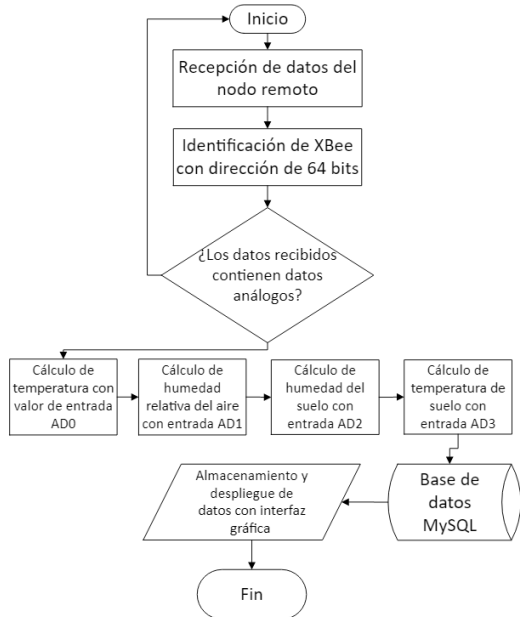 Inicio
Recepción de datos del
nodo remoto
Identificación de XBee
con dirección de 64 bits
¿Los datos recibidos
contienen datos
análogos?
Cálculo de
temperatura con
valor de entrada
AD0
Cálculo de
humedad
relativa del aire
con entrada AD1
Cálculo de
humedad del
suelo con
entrada AD2
Cálculo de
temperatura de
suelo con
entrada AD3
Base de
datos
MySQL
Almacenamiento y
despliegue de
datos con interfaz
gráfica
Fin